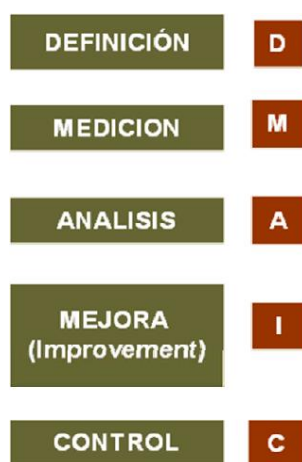 DEFINICIÓN D
MEDICION M
ANALISIS A
MEJORA
(Improvement) I
CONTROL C